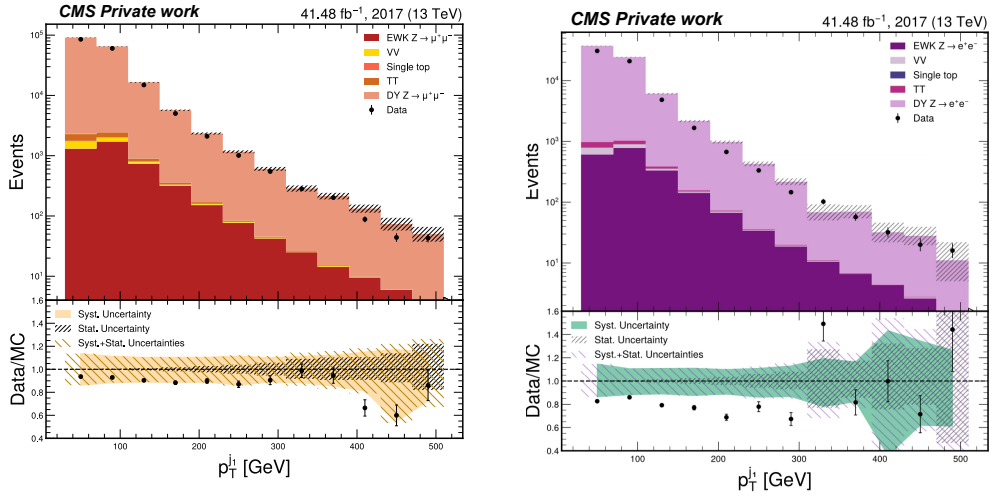 CMS Private work 41.48 fb⁻¹, 2017 (13 TeV)
10⁵
10⁴
10³
10²
10¹
Events
EWK Z → μ⁺μ⁻
VV
Single top
TT
DY Z → μ⁺μ⁻
Data
1.6
1.4
1.2
1.0
0.8
0.6
0.4
Data/MC
Syst. Uncertainty
Stat. Uncertainty
Syst.+Stat. Uncertainties
100 200 300 400 500
p_T^{j₁} [GeV]
CMS Private work 41.48 fb⁻¹, 2017 (13 TeV)
10⁴
10³
10²
10¹
Events
EWK Z → e⁺e⁻
VV
Single top
TT
DY Z → e⁺e⁻
Data
1.6
1.4
1.2
1.0
0.8
0.6
0.4
Data/MC
Syst. Uncertainty
Stat. Uncertainty
Syst.+Stat. Uncertainties
100 200 300 400 500
p_T^{j₁} [GeV]